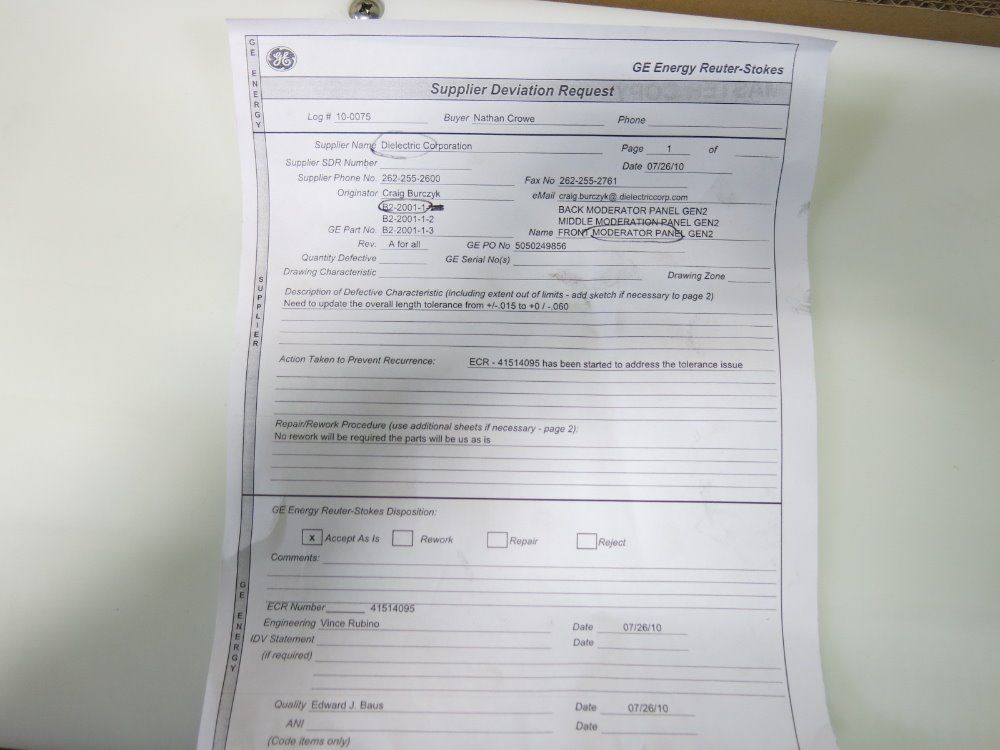 GE
GE Energy Reuter-Stokes
Supplier Deviation Request
Log # 10-0075 Buyer Nathan Crowe Phone
Supplier Name Dielectric Corporation Page 1 of
Supplier SDR Number Date 07/26/10
Supplier Phone No. 262-255-2600 Fax No 262-255-2761
Originator Craig Burczyk eMail craig.burczyk@dielectriccorp.com
B2-2001-1-1 BACK MODERATOR PANEL GEN2
B2-2001-1-2 MIDDLE MODERATION PANEL GEN2
GE Part No. B2-2001-1-3 Name FRONT MODERATOR PANEL GEN2
Rev. A for all GE PO No 5050249856
Quantity Defective GE Serial No(s)
Drawing Characteristic Drawing Zone
Description of Defective Characteristic (including extent out of limits - add sketch if necessary to page 2)
Need to update the overall length tolerance from +/-.015 to +0 / -.060
Action Taken to Prevent Recurrence: ECR - 41514095 has been started to address the tolerance issue
Repair/Rework Procedure (use additional sheets if necessary - page 2):
No rework will be required the parts will be us as is
GE Energy Reuter-Stokes Disposition:
x Accept As Is Rework Repair Reject
Comments:
ECR Number 41514095
Engineering Vince Rubino Date 07/26/10
IDV Statement Date
(if required)
Quality Edward J. Baus Date 07/26/10
ANI Date
(Code items only)
GE ENERGY
SUPPLIER
GE ENERGY
MASTER COPY